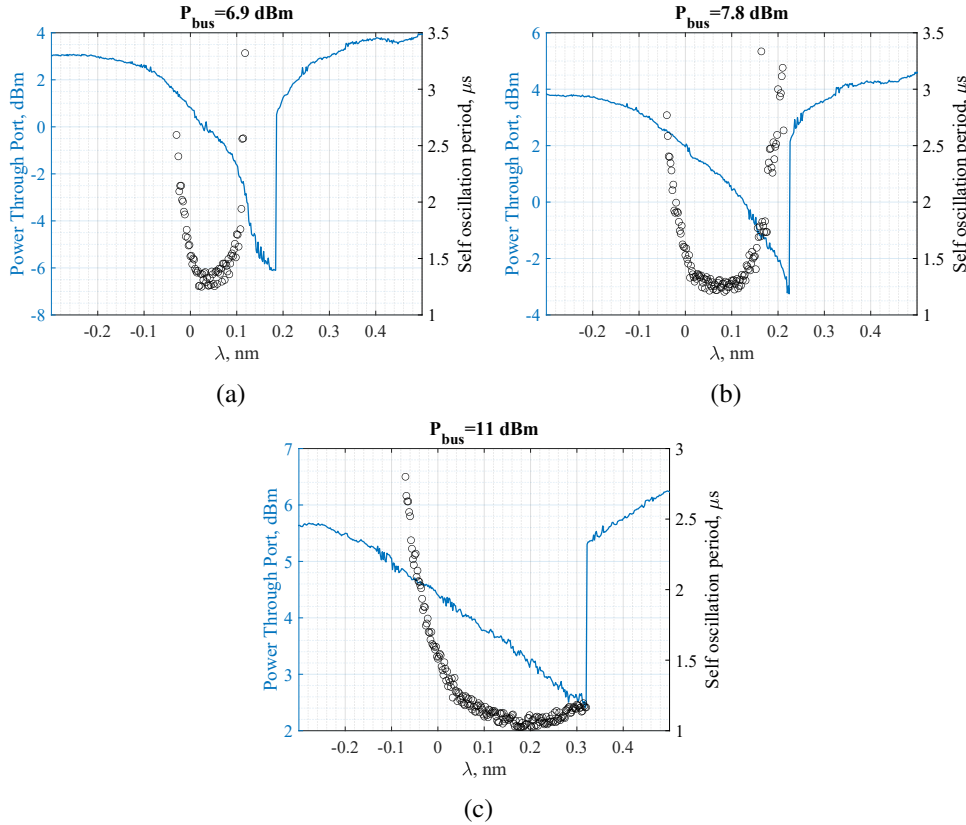 P_bus=6.9 dBm
Power Through Port, dBm
4
2
0
-2
-4
-6
-8
-0.2 -0.1 0 0.1 0.2 0.3 0.4
λ, nm
3.5
3
2.5
2
1.5
1
Self oscillation period, μs
(a)
P_bus=7.8 dBm
Power Through Port, dBm
6
4
2
0
-2
-4
-0.2 -0.1 0 0.1 0.2 0.3 0.4
λ, nm
3.5
3
2.5
2
1.5
1
Self oscillation period, μs
(b)
P_bus=11 dBm
Power Through Port, dBm
7
6
5
4
3
2
-0.2 -0.1 0 0.1 0.2 0.3 0.4
λ, nm
3
2.5
2
1.5
1
Self oscillation period, μs
(c)